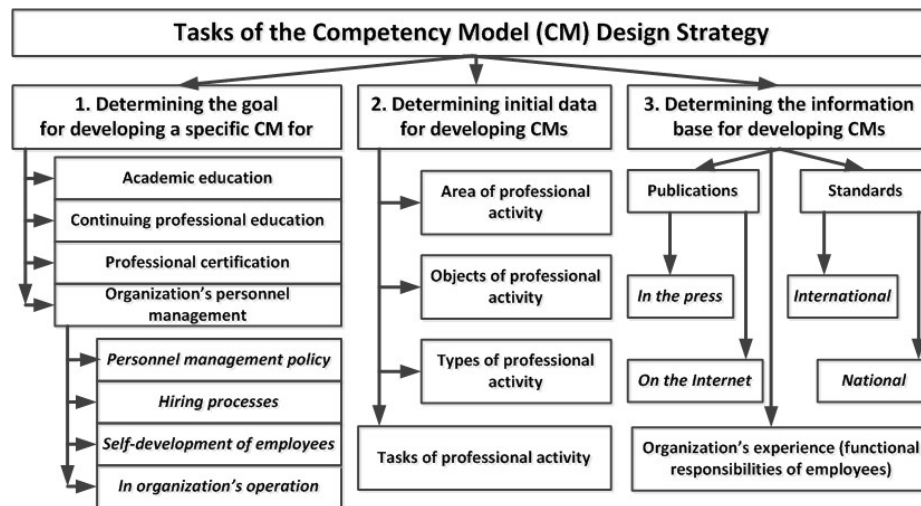 Tasks of the Competency Model (CM) Design Strategy
1. Determining the goal
for developing a specific CM for
Academic education
Continuing professional education
Professional certification
Organization's personnel
management
Personnel management policy
Hiring processes
Self-development of employees
In organization's operation
2. Determining initial data
for developing CMs
Area of professional
activity
Objects of professional
activity
Types of professional
activity
Tasks of professional activity
3. Determining the information
base for developing CMs
Publications
Standards
In the press
International
On the Internet
National
Organization's experience (functional
responsibilities of employees)